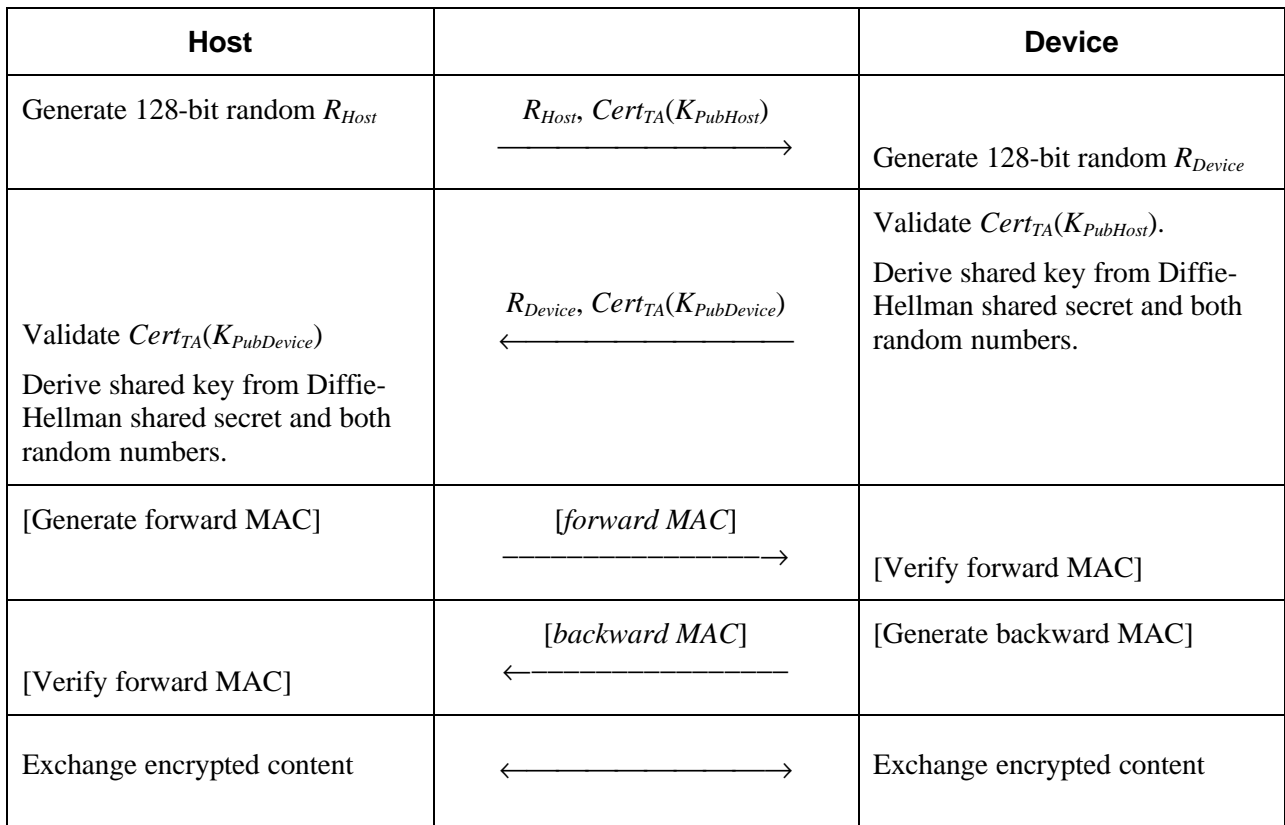 Host
Device
Generate 128-bit random R_Host
R_Host, Cert_TA(K_PubHost)
Generate 128-bit random R_Device
Validate Cert_TA(K_PubHost).
Derive shared key from Diffie-
Hellman shared secret and both
random numbers.
R_Device, Cert_TA(K_PubDevice)
Validate Cert_TA(K_PubDevice)
Derive shared key from Diffie-
Hellman shared secret and both
random numbers.
[Generate forward MAC]
[forward MAC]
[Verify forward MAC]
[backward MAC]
[Generate backward MAC]
[Verify forward MAC]
Exchange encrypted content
Exchange encrypted content